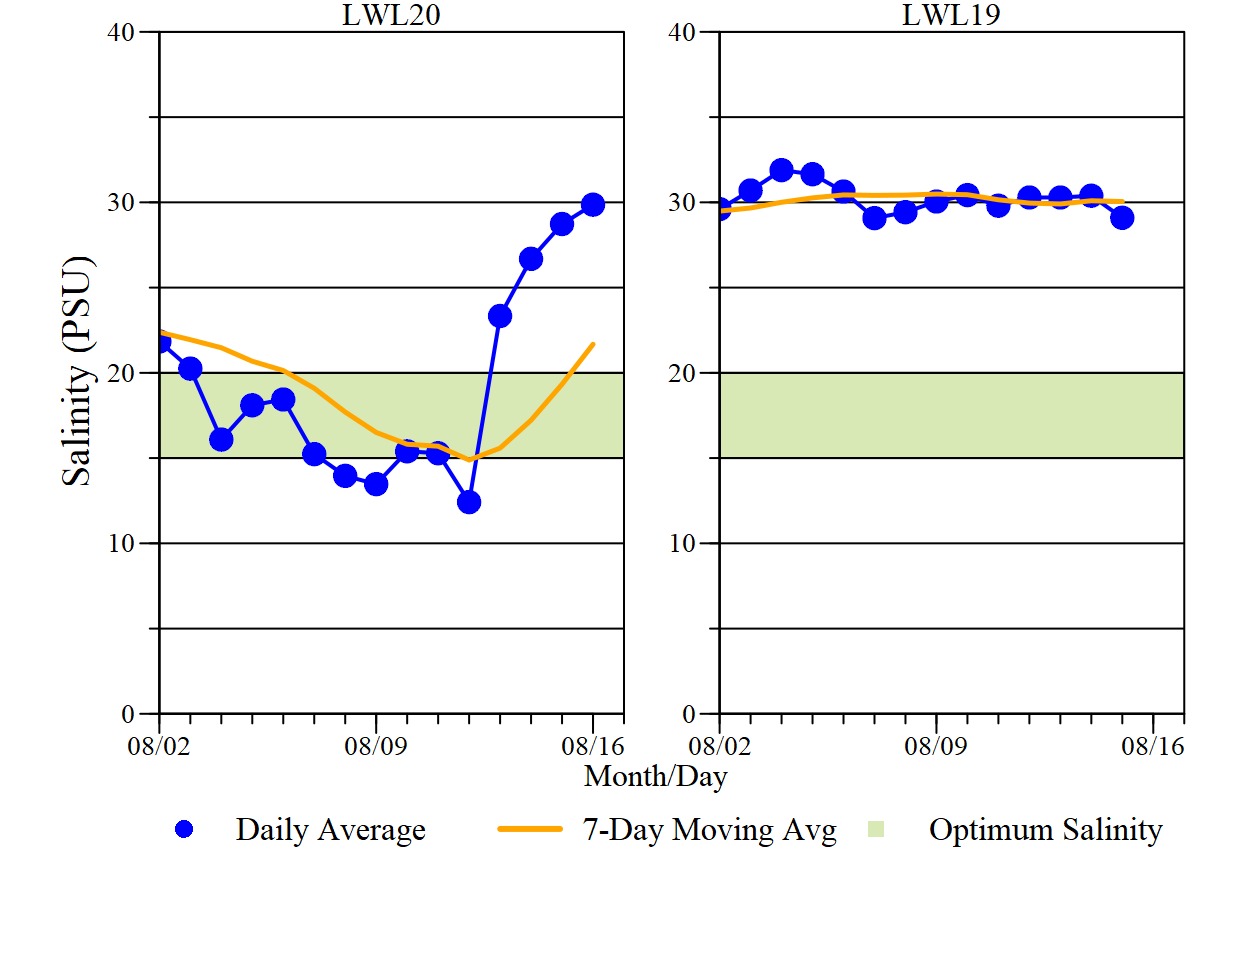 LWL20 LWL19
40 40
30 30
20 20
10 10
0 0
Salinity (PSU)
08/02 08/09 08/16 08/02 08/09 08/16
Month/Day
Daily Average 7-Day Moving Avg Optimum Salinity